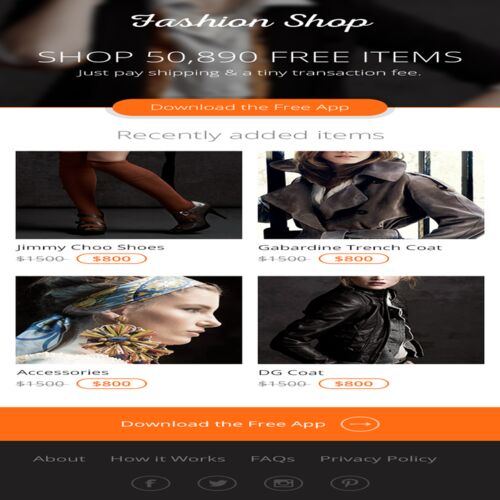 Fashion Shop
SHOP 50,890 FREE ITEMS
Just pay shipping & a tiny transaction fee.
Download the Free App
Recently added items
Jimmy Choo Shoes
$1500 $800
Gabardine Trench Coat
$1500 $800
Accessories
$1500 $800
DG Coat
$1500 $800
Download the Free App
About How it Works FAQs Privacy Policy